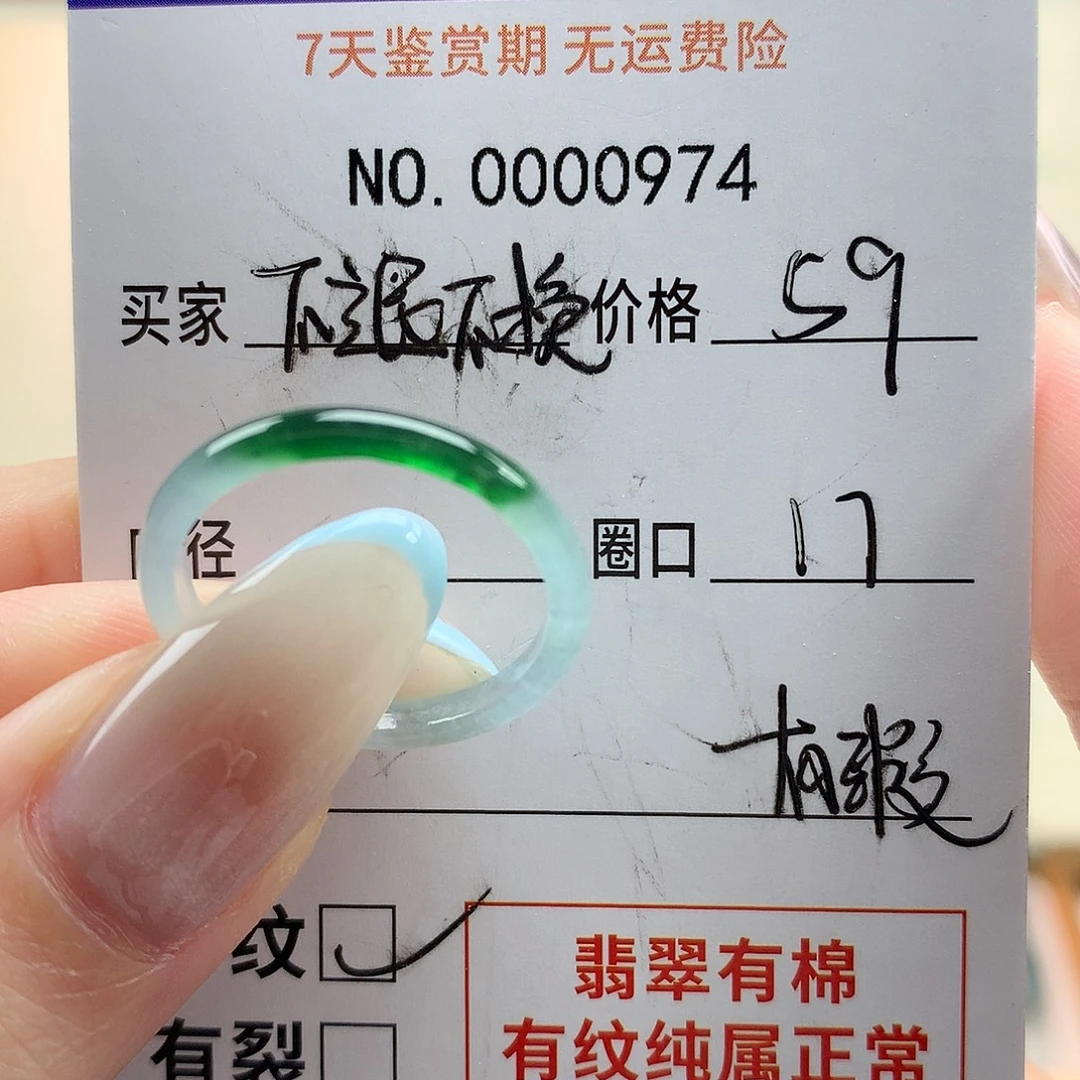 7天鉴赏期 无运费险
NO. 0000974
买家 不退不换 价格 59
径 圈口 17
有瑕
纹
翡翠有棉
有裂
有纹纯属正常